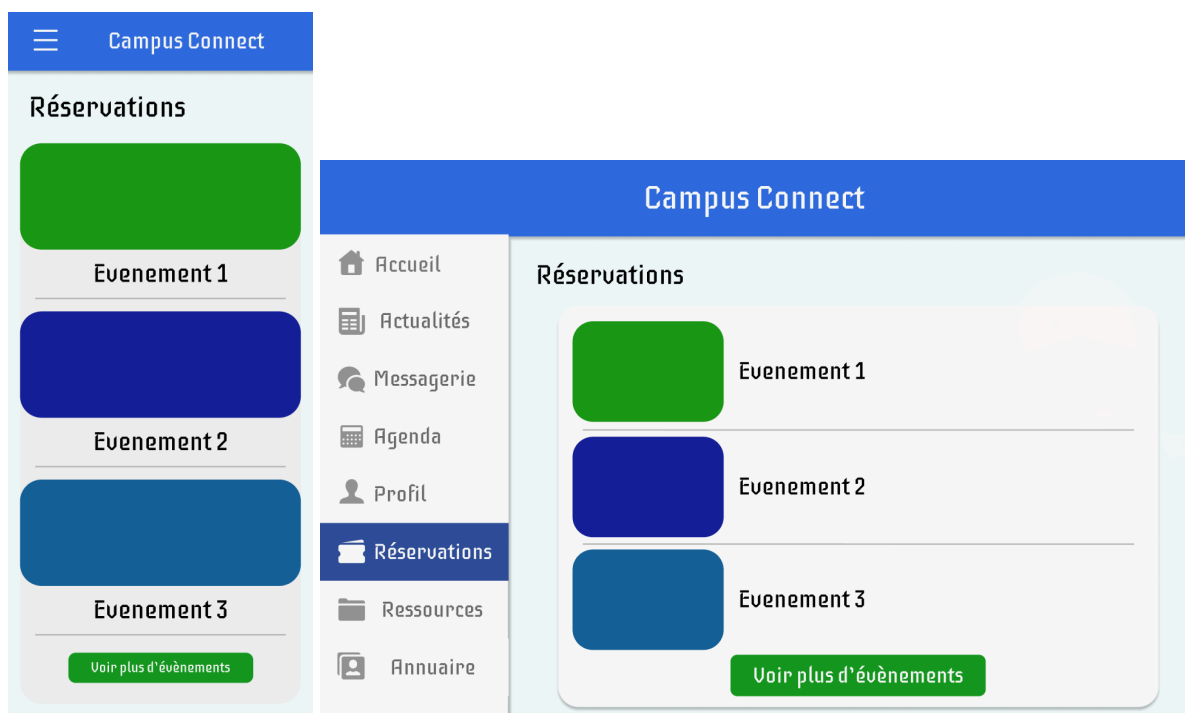 Campus Connect
Réservations
Evenement 1
Evenement 2
Evenement 3
Voir plus d'évènements
Campus Connect
Accueil
Actualités
Messagerie
Agenda
Profil
Réservations
Ressources
Annuaire
Réservations
Evenement 1
Evenement 2
Evenement 3
Voir plus d'évènements